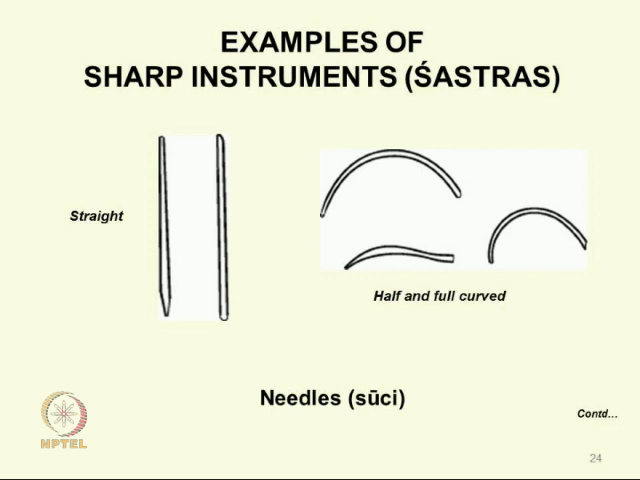 EXAMPLES OF
SHARP INSTRUMENTS (ŚASTRAS)
Straight
Half and full curved
Needles (sūci)
Contd…
NPTEL
24